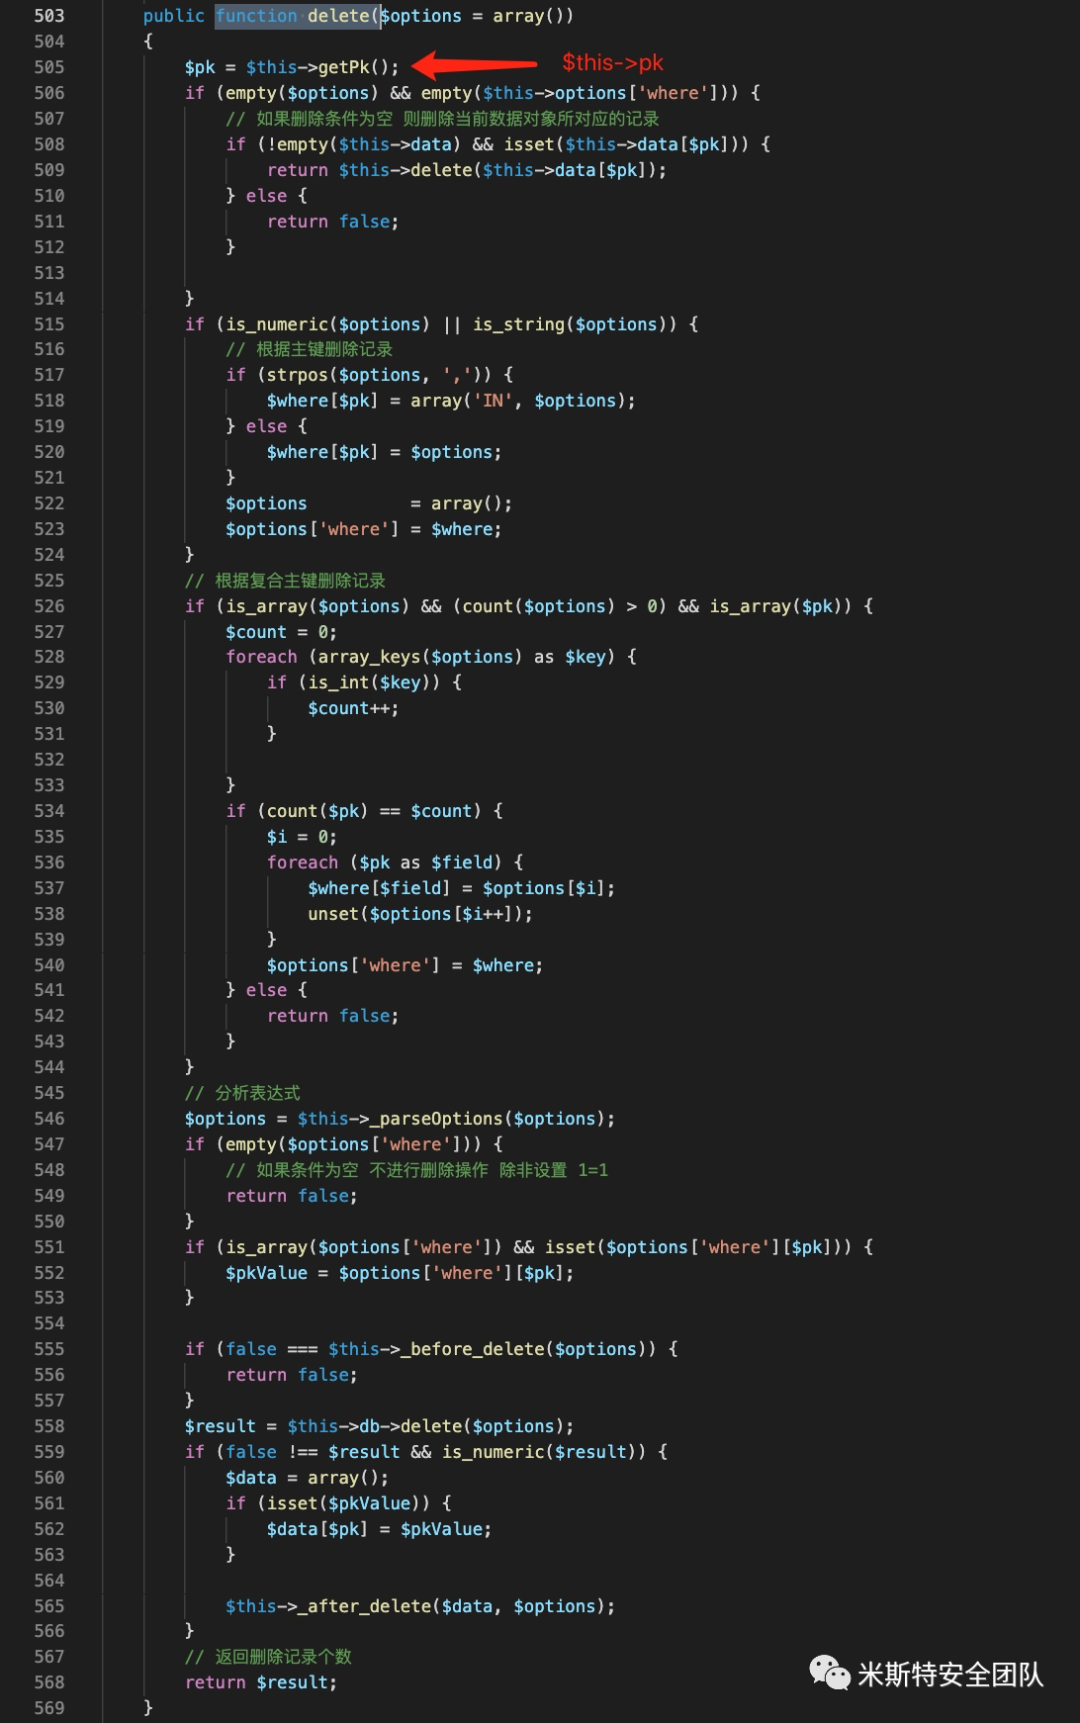 503 public function delete($options = array())
504 {
505 $pk = $this->getPk(); $this->pk
506 if (empty($options) && empty($this->options['where'])) {
507 // 如果删除条件为空 则删除当前数据对象所对应的记录
508 if (!empty($this->data) && isset($this->data[$pk])) {
509 return $this->delete($this->data[$pk]);
510 } else {
511 return false;
512 }
513
514 }
515 if (is_numeric($options) || is_string($options)) {
516 // 根据主键删除记录
517 if (strpos($options, ',')) {
518 $where[$pk] = array('IN', $options);
519 } else {
520 $where[$pk] = $options;
521 }
522 $options = array();
523 $options['where'] = $where;
524 }
525 // 根据复合主键删除记录
526 if (is_array($options) && (count($options) > 0) && is_array($pk)) {
527 $count = 0;
528 foreach (array_keys($options) as $key) {
529 if (is_int($key)) {
530 $count++;
531 }
532
533 }
534 if (count($pk) == $count) {
535 $i = 0;
536 foreach ($pk as $field) {
537 $where[$field] = $options[$i];
538 unset($options[$i++]);
539 }
540 $options['where'] = $where;
541 } else {
542 return false;
543 }
544 }
545 // 分析表达式
546 $options = $this->_parseOptions($options);
547 if (empty($options['where'])) {
548 // 如果条件为空 不进行删除操作 除非设置 1=1
549 return false;
550 }
551 if (is_array($options['where']) && isset($options['where'][$pk])) {
552 $pkValue = $options['where'][$pk];
553 }
554
555 if (false === $this->_before_delete($options)) {
556 return false;
557 }
558 $result = $this->db->delete($options);
559 if (false !== $result && is_numeric($result)) {
560 $data = array();
561 if (isset($pkValue)) {
562 $data[$pk] = $pkValue;
563 }
564
565 $this->_after_delete($data, $options);
566 }
567 // 返回删除记录个数
568 return $result;
569 }
米斯特安全团队